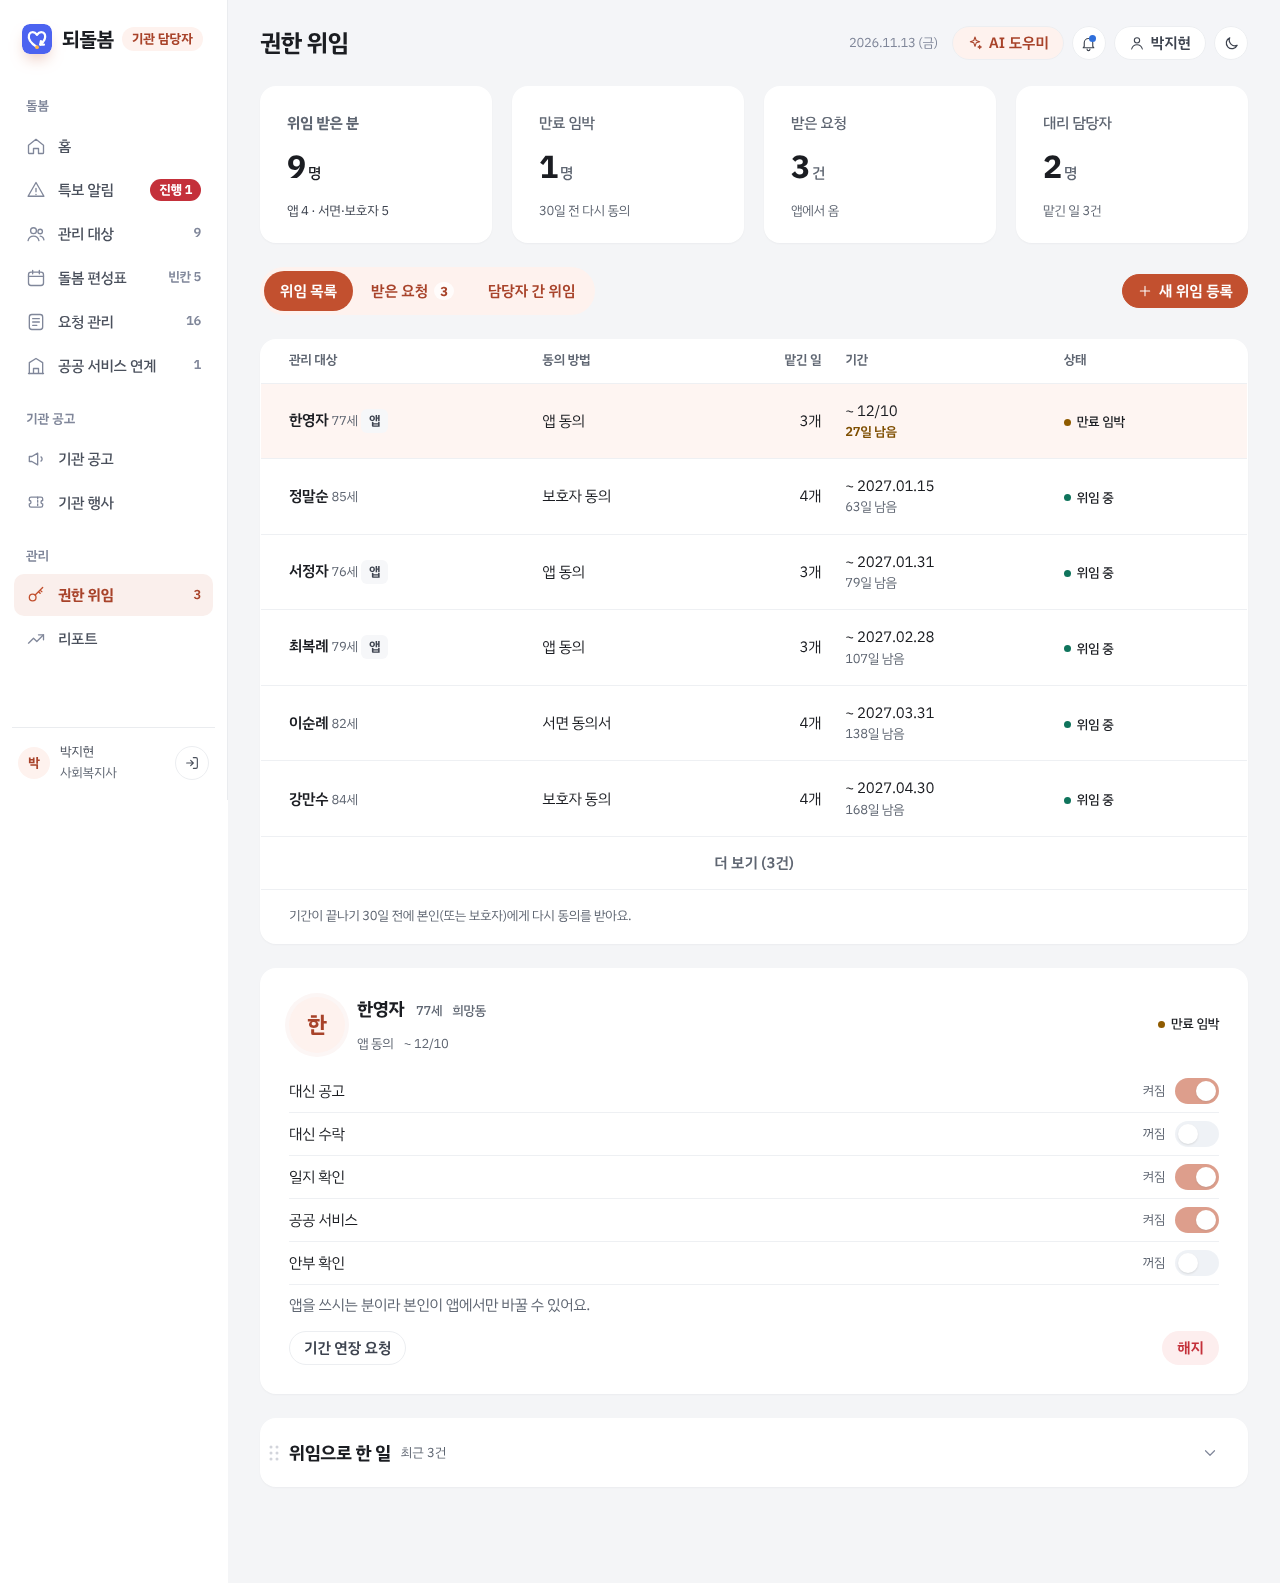 되돌봄 기관 담당자
돌봄
홈
특보 알림 진행 1
관리 대상 9
돌봄 편성표 빈칸 5
요청 관리 16
공공 서비스 연계 1
기관 공고
기관 공고
기관 행사
관리
권한 위임 3
리포트
박 박지현
사회복지사
권한 위임
2026.11.13 (금) AI 도우미 박지현
위임 받은 분
9명
앱 4 · 서면·보호자 5
만료 임박
1명
30일 전 다시 동의
받은 요청
3건
앱에서 옴
대리 담당자
2명
맡긴 일 3건
위임 목록 받은 요청 3 담당자 간 위임
새 위임 등록
관리 대상 동의 방법 맡긴 일 기간 상태
한영자 77세 앱 앱 동의 3개 ~ 12/10 만료 임박
27일 남음
정말순 85세 보호자 동의 4개 ~ 2027.01.15 위임 중
63일 남음
서정자 76세 앱 앱 동의 3개 ~ 2027.01.31 위임 중
79일 남음
최복례 79세 앱 앱 동의 3개 ~ 2027.02.28 위임 중
107일 남음
이순례 82세 서면 동의서 4개 ~ 2027.03.31 위임 중
138일 남음
강만수 84세 보호자 동의 4개 ~ 2027.04.30 위임 중
168일 남음
더 보기 (3건)
기간이 끝나기 30일 전에 본인(또는 보호자)에게 다시 동의를 받아요.
한 한영자 77세 희망동
앱 동의 ~ 12/10
만료 임박
대신 공고 켜짐
대신 수락 꺼짐
일지 확인 켜짐
공공 서비스 켜짐
안부 확인 꺼짐
앱을 쓰시는 분이라 본인이 앱에서만 바꿀 수 있어요.
기간 연장 요청 해지
위임으로 한 일 최근 3건